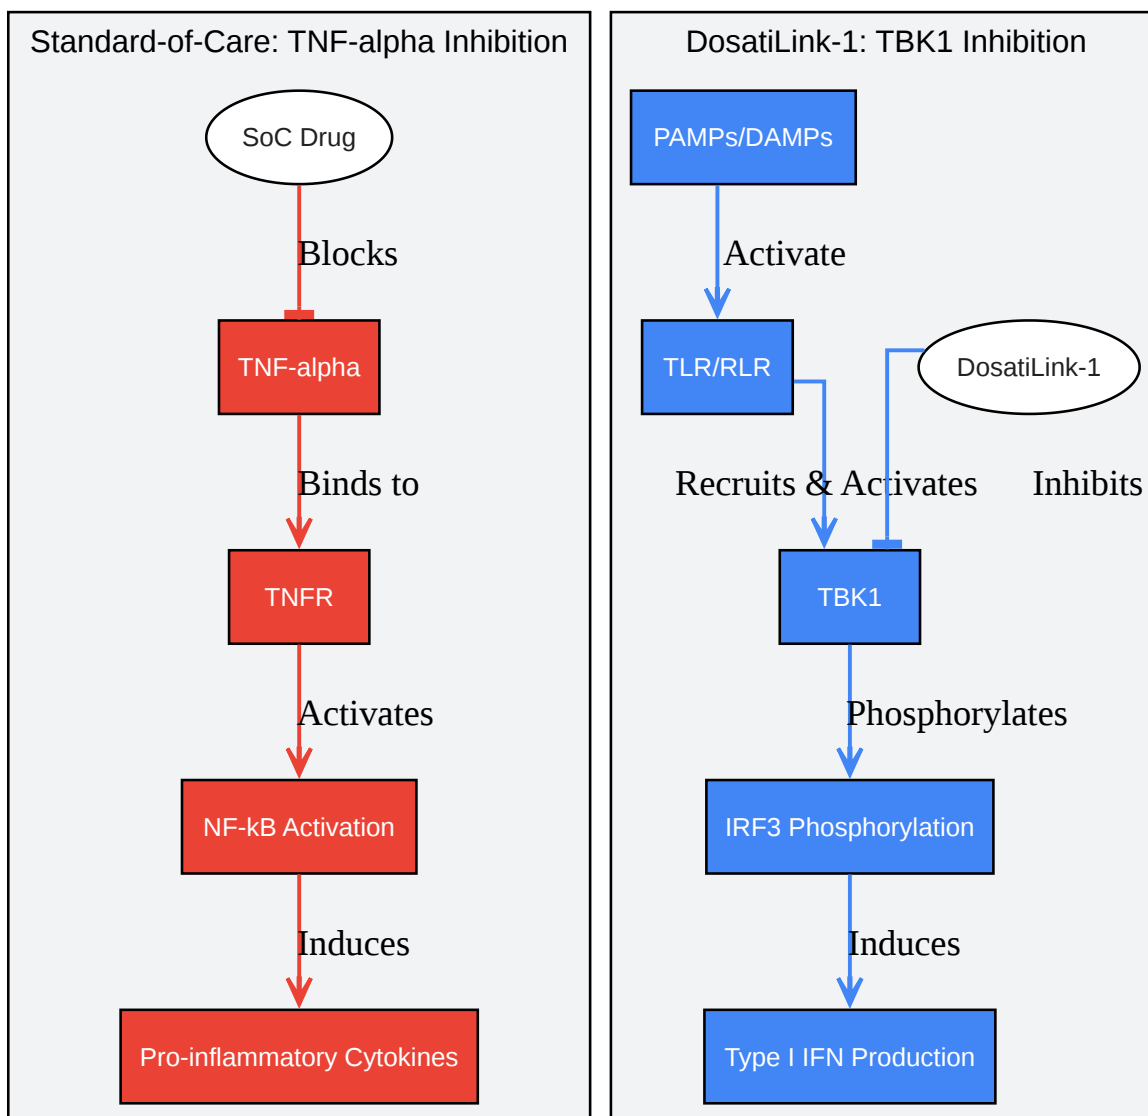 Standard-of-Care: TNF-alpha Inhibition
SoC Drug
Blocks
TNF-alpha
Binds to
TNFR
Activates
NF-kB Activation
Induces
Pro-inflammatory Cytokines
DosatiLink-1: TBK1 Inhibition
PAMPs/DAMPs
Activate
TLR/RLR
DosatiLink-1
Recruits & Activates
Inhibits
TBK1
Phosphorylates
IRF3 Phosphorylation
Induces
Type I IFN Production